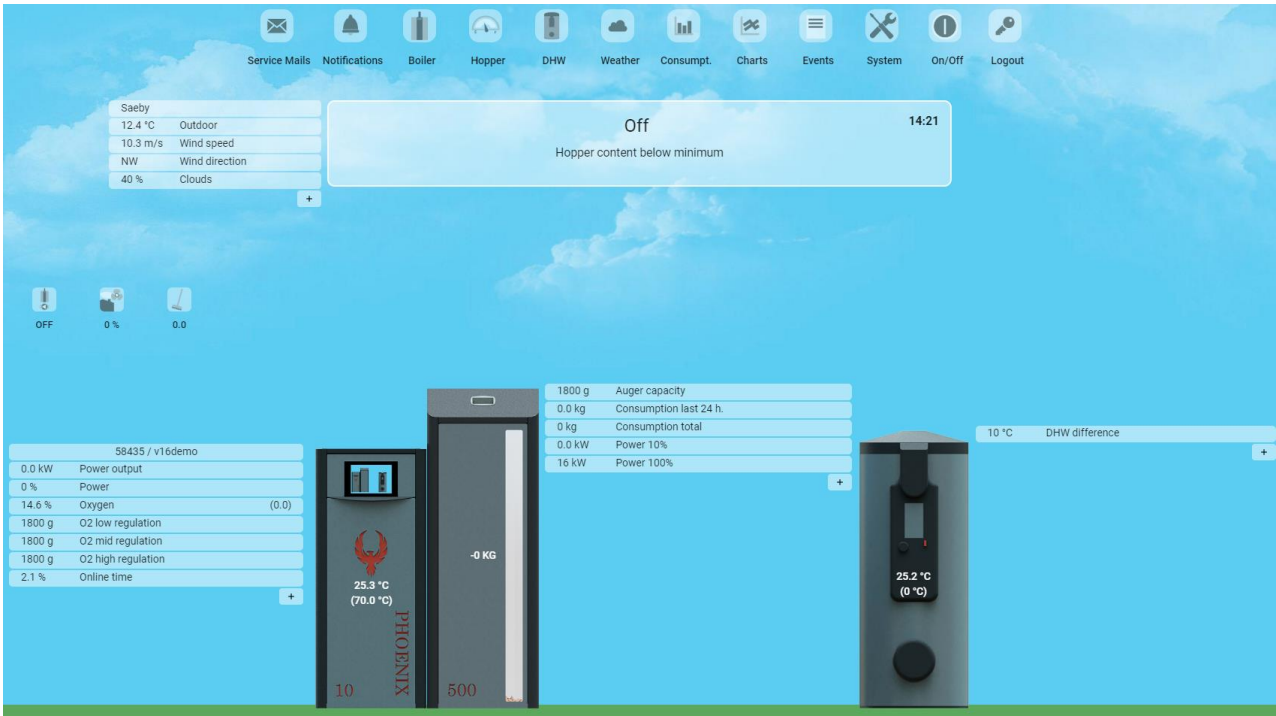 Service Mails Notifications Boiler Hopper DHW Weather Consumpt. Charts Events System On/Off Logout
Saeby
12.4 °C Outdoor
10.3 m/s Wind speed
NW Wind direction
40 % Clouds
+
Off
14:21
Hopper content below minimum
OFF 0 % 0.0
58435 / v16demo
0.0 kW Power output
0 % Power
14.6 % Oxygen (0.0)
1800 g O2 low regulation
1800 g O2 mid regulation
1800 g O2 high regulation
2.1 % Online time
+
25.3 °C
(70.0 °C)
PHOENIX
10
-0 KG
500
1800 g Auger capacity
0.0 kg Consumption last 24 h.
0 kg Consumption total
0.0 kW Power 10%
16 kW Power 100%
+
25.2 °C
(0 °C)
10 °C DHW difference
+